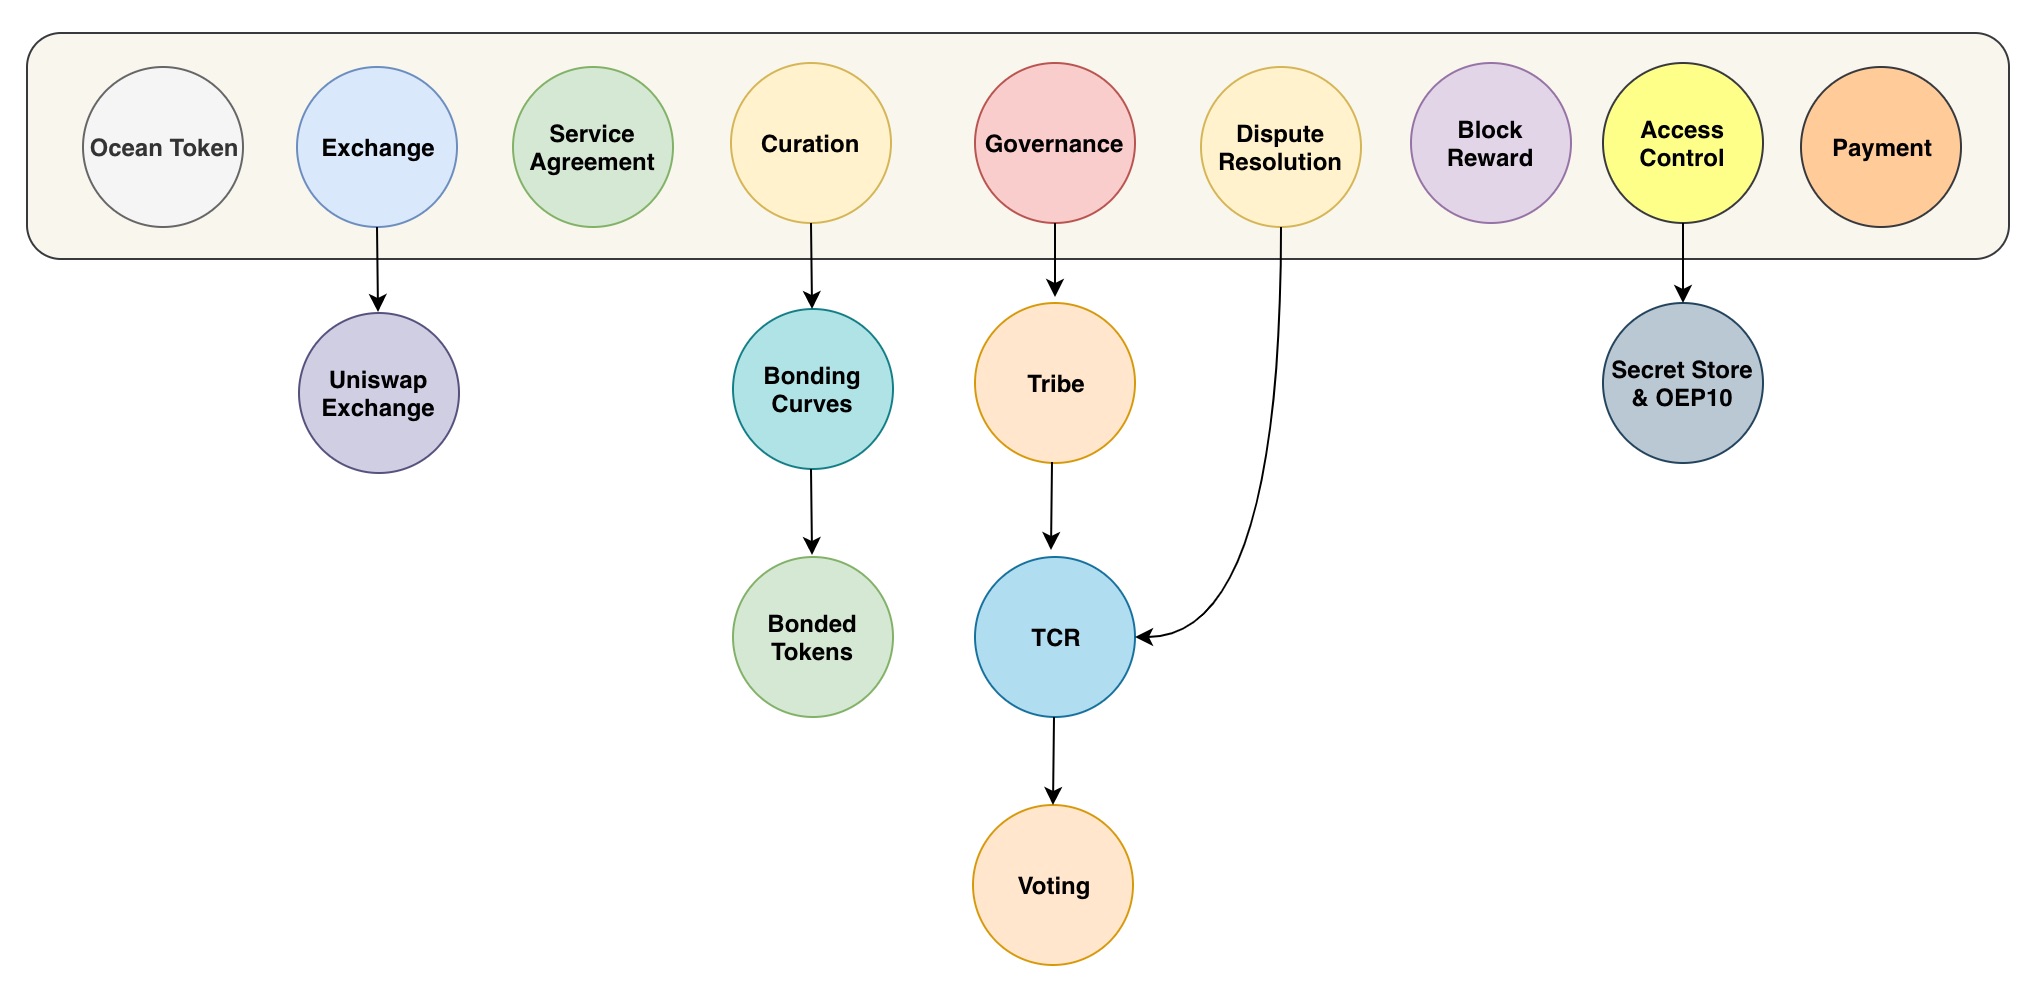 Ocean Token
Exchange
Service
Agreement
Curation
Governance
Dispute
Resolution
Block
Reward
Access
Control
Payment
Uniswap
Exchange
Bonding
Curves
Tribe
Secret Store
& OEP10
Bonded
Tokens
TCR
Voting